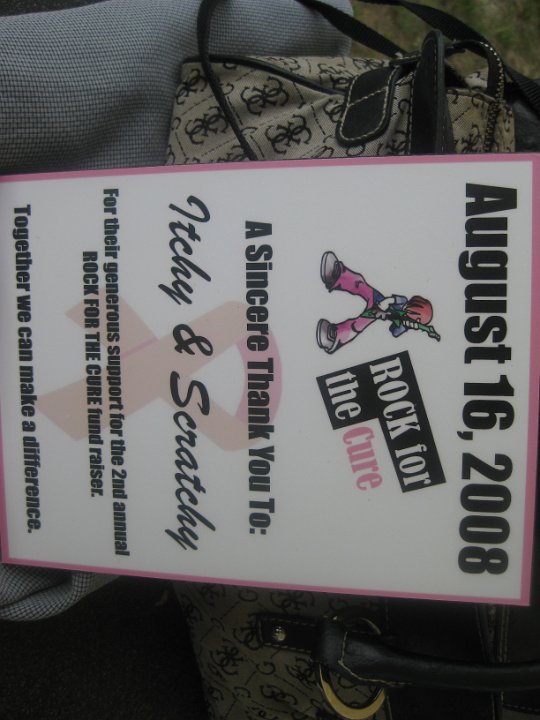 August 16, 2008
ROCK for
the Cure
A Sincere Thank You To:
Itchy & Scratchy
For their generous support for the 2nd annual
ROCK FOR THE CURE fund raiser.
Together we can make a difference.